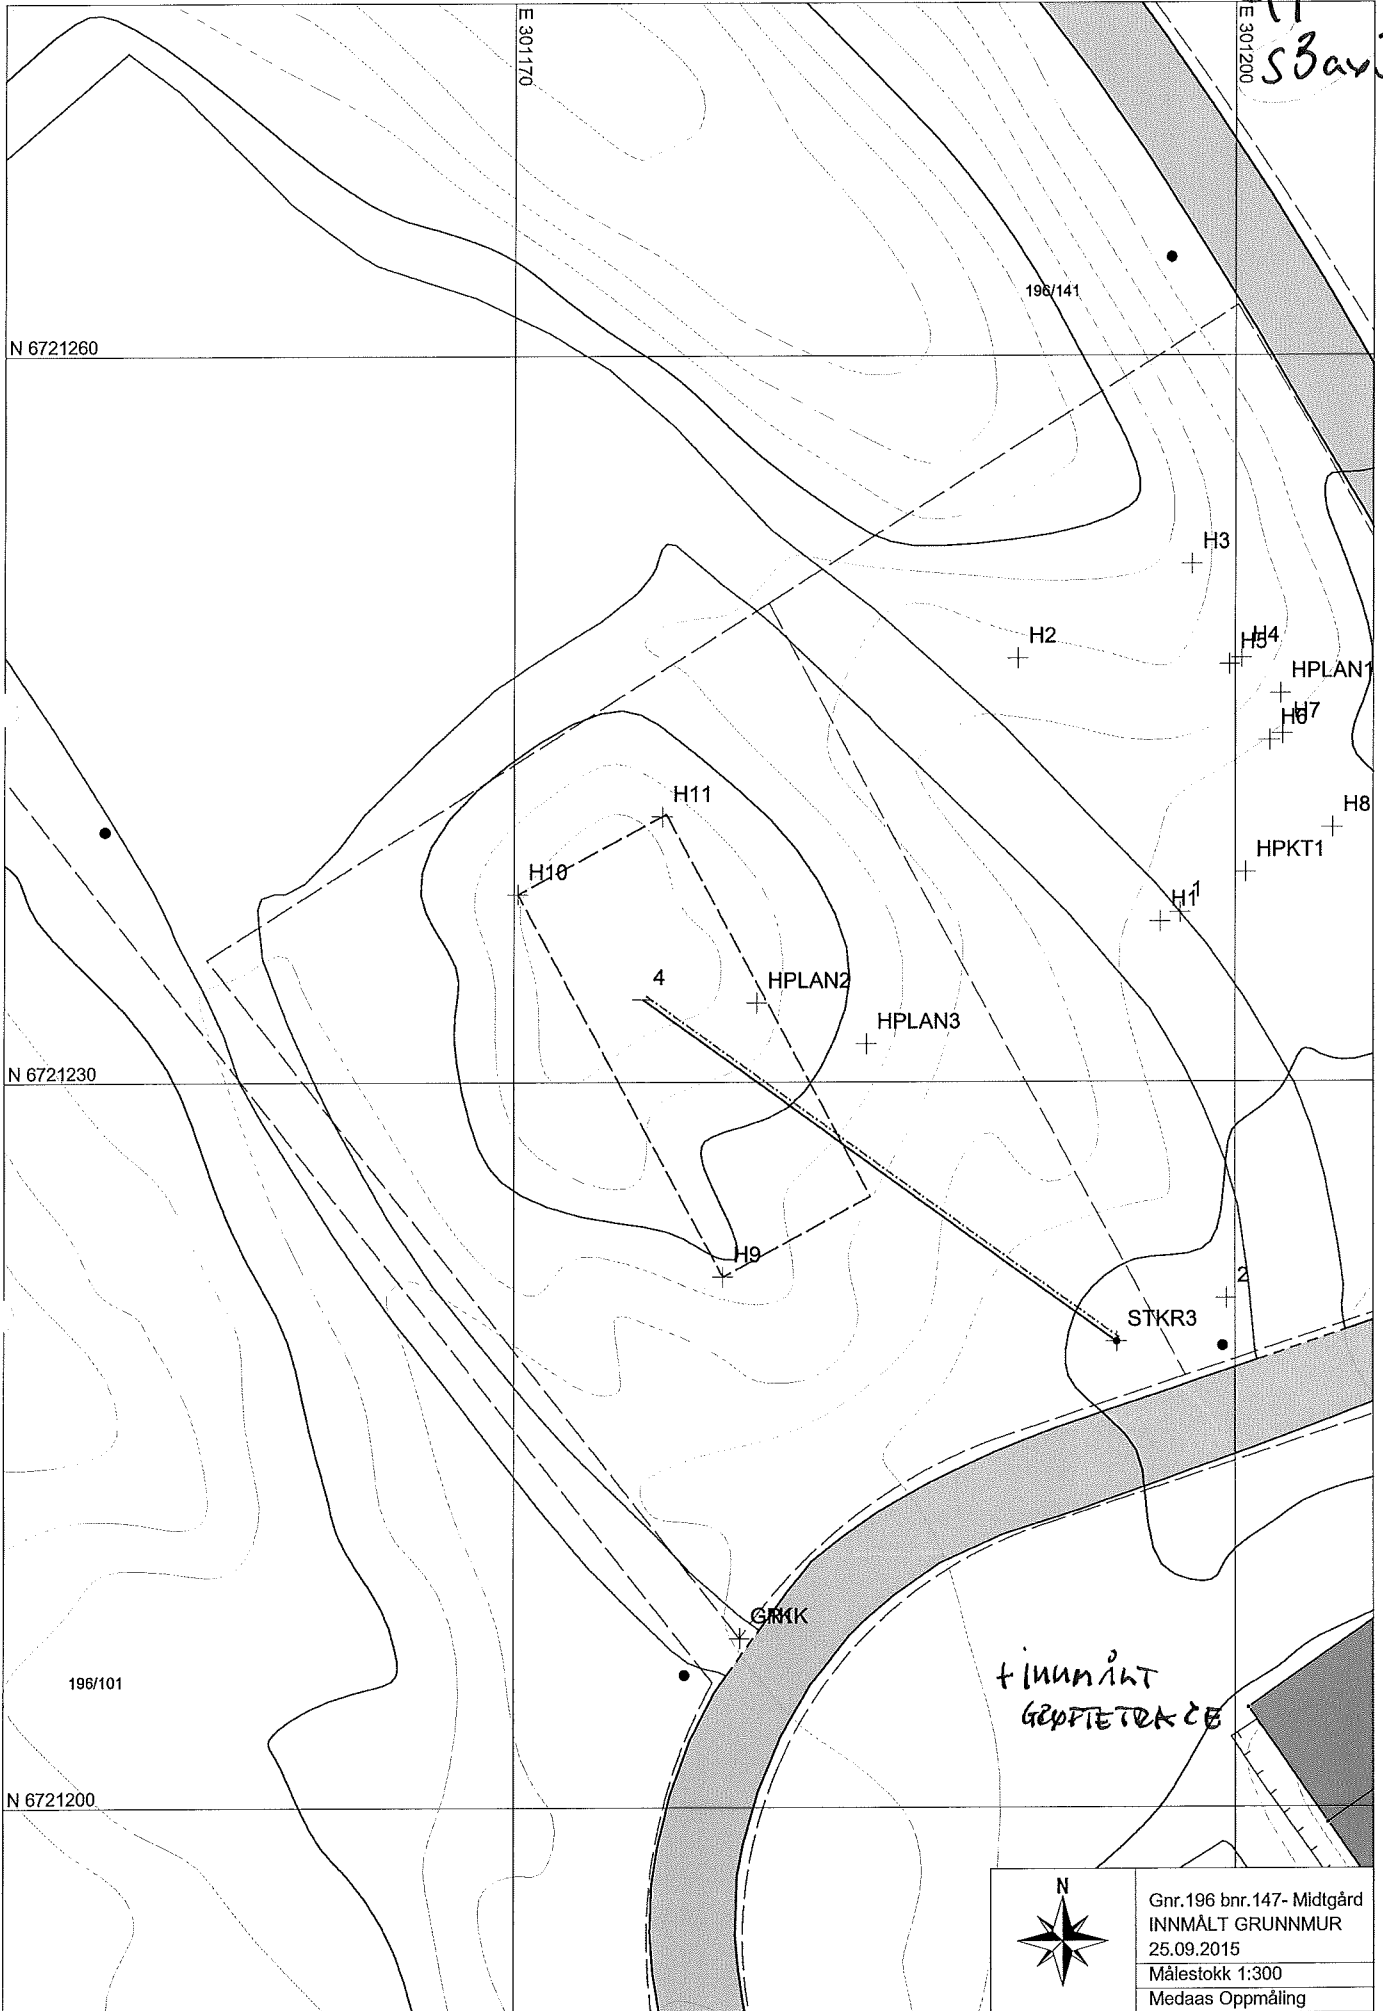 E 301170
E 301200
196/141
N 6721260
H3
H2
H5
H4
HPLAN1
H6
H7
H11
H8
H10
HPKT1
H1
1
4
HPLAN2
HPLAN3
N 6721230
H9
2
STKR3
196/101
+ INNMÅLT
GRØFTETRACE
N 6721200
N
Gnr.196 bnr.147- Midtgård
INNMÅLT GRUNNMUR
25.09.2015
Målestokk 1:300
Medaas Oppmåling